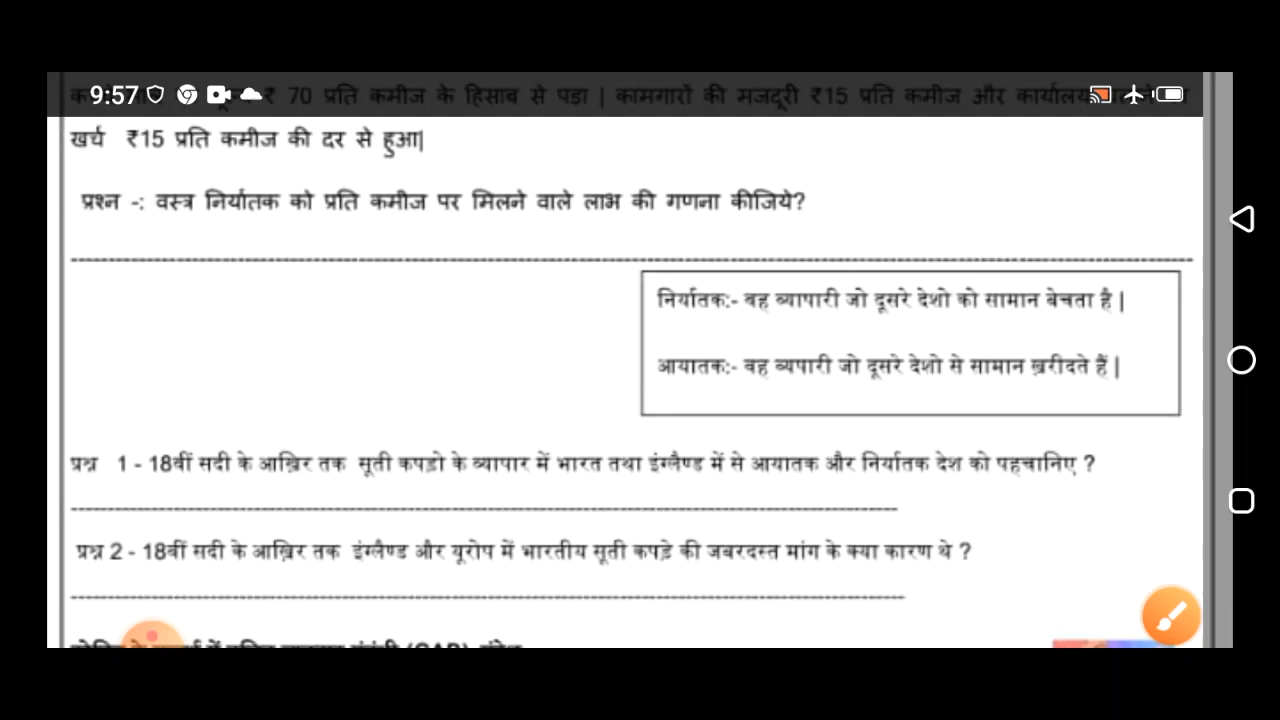 9:57
₹ 70 प्रति कमीज के हिसाब से पडा | कामगारों की मजदूरी ₹15 प्रति कमीज और कार्यालय
खर्च ₹15 प्रति कमीज की दर से हुआ|
प्रश्न -: वस्त्र निर्यातक को प्रति कमीज पर मिलने वाले लाभ की गणना कीजिये?
निर्यातक:- वह व्यापारी जो दूसरे देशो को सामान बेचता है |
आयातक:- वह व्यपारी जो दूसरे देशो से सामान ख़रीदते हैं |
प्रश्न 1 - 18वीं सदी के आख़िर तक सूती कपड़ो के व्यापार में भारत तथा इंग्लैण्ड में से आयातक और निर्यातक देश को पहचानिए ?
प्रश्न 2 - 18वीं सदी के आख़िर तक इंग्लैण्ड और यूरोप में भारतीय सूती कपड़े की जबरदस्त मांग के क्या कारण थे ?